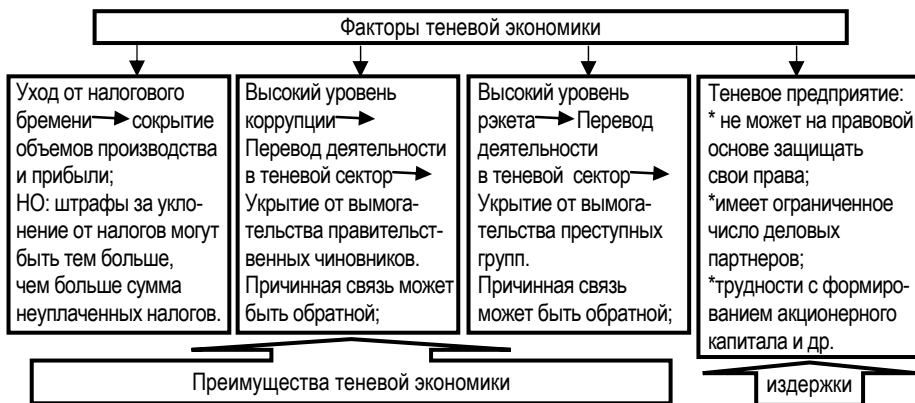 Факторы теневой экономики
Уход от налогового
бремени сокрытие
объемов производства
и прибыли;
НО: штрафы за укло-
нение от налогов могут
быть тем больше,
чем больше сумма
неуплаченных налогов.
Высокий уровень
коррупции
Перевод деятельности
в теневой сектор
Укрытие от вымога-
тельства правительст-
венных чиновников.
Причинная связь может
быть обратной;
Высокий уровень
рэкета Перевод
деятельности
в теневой сектор
Укрытие от вымога-
тельства преступных
групп.
Причинная связь
может быть обратной;
Теневое предприятие:
* не может на правовой
основе защищать
свои права;
*имеет ограниченное
число деловых
партнеров;
*трудности с формиро-
ванием акционерного
капитала и др.
Преимущества теневой экономики
издержки